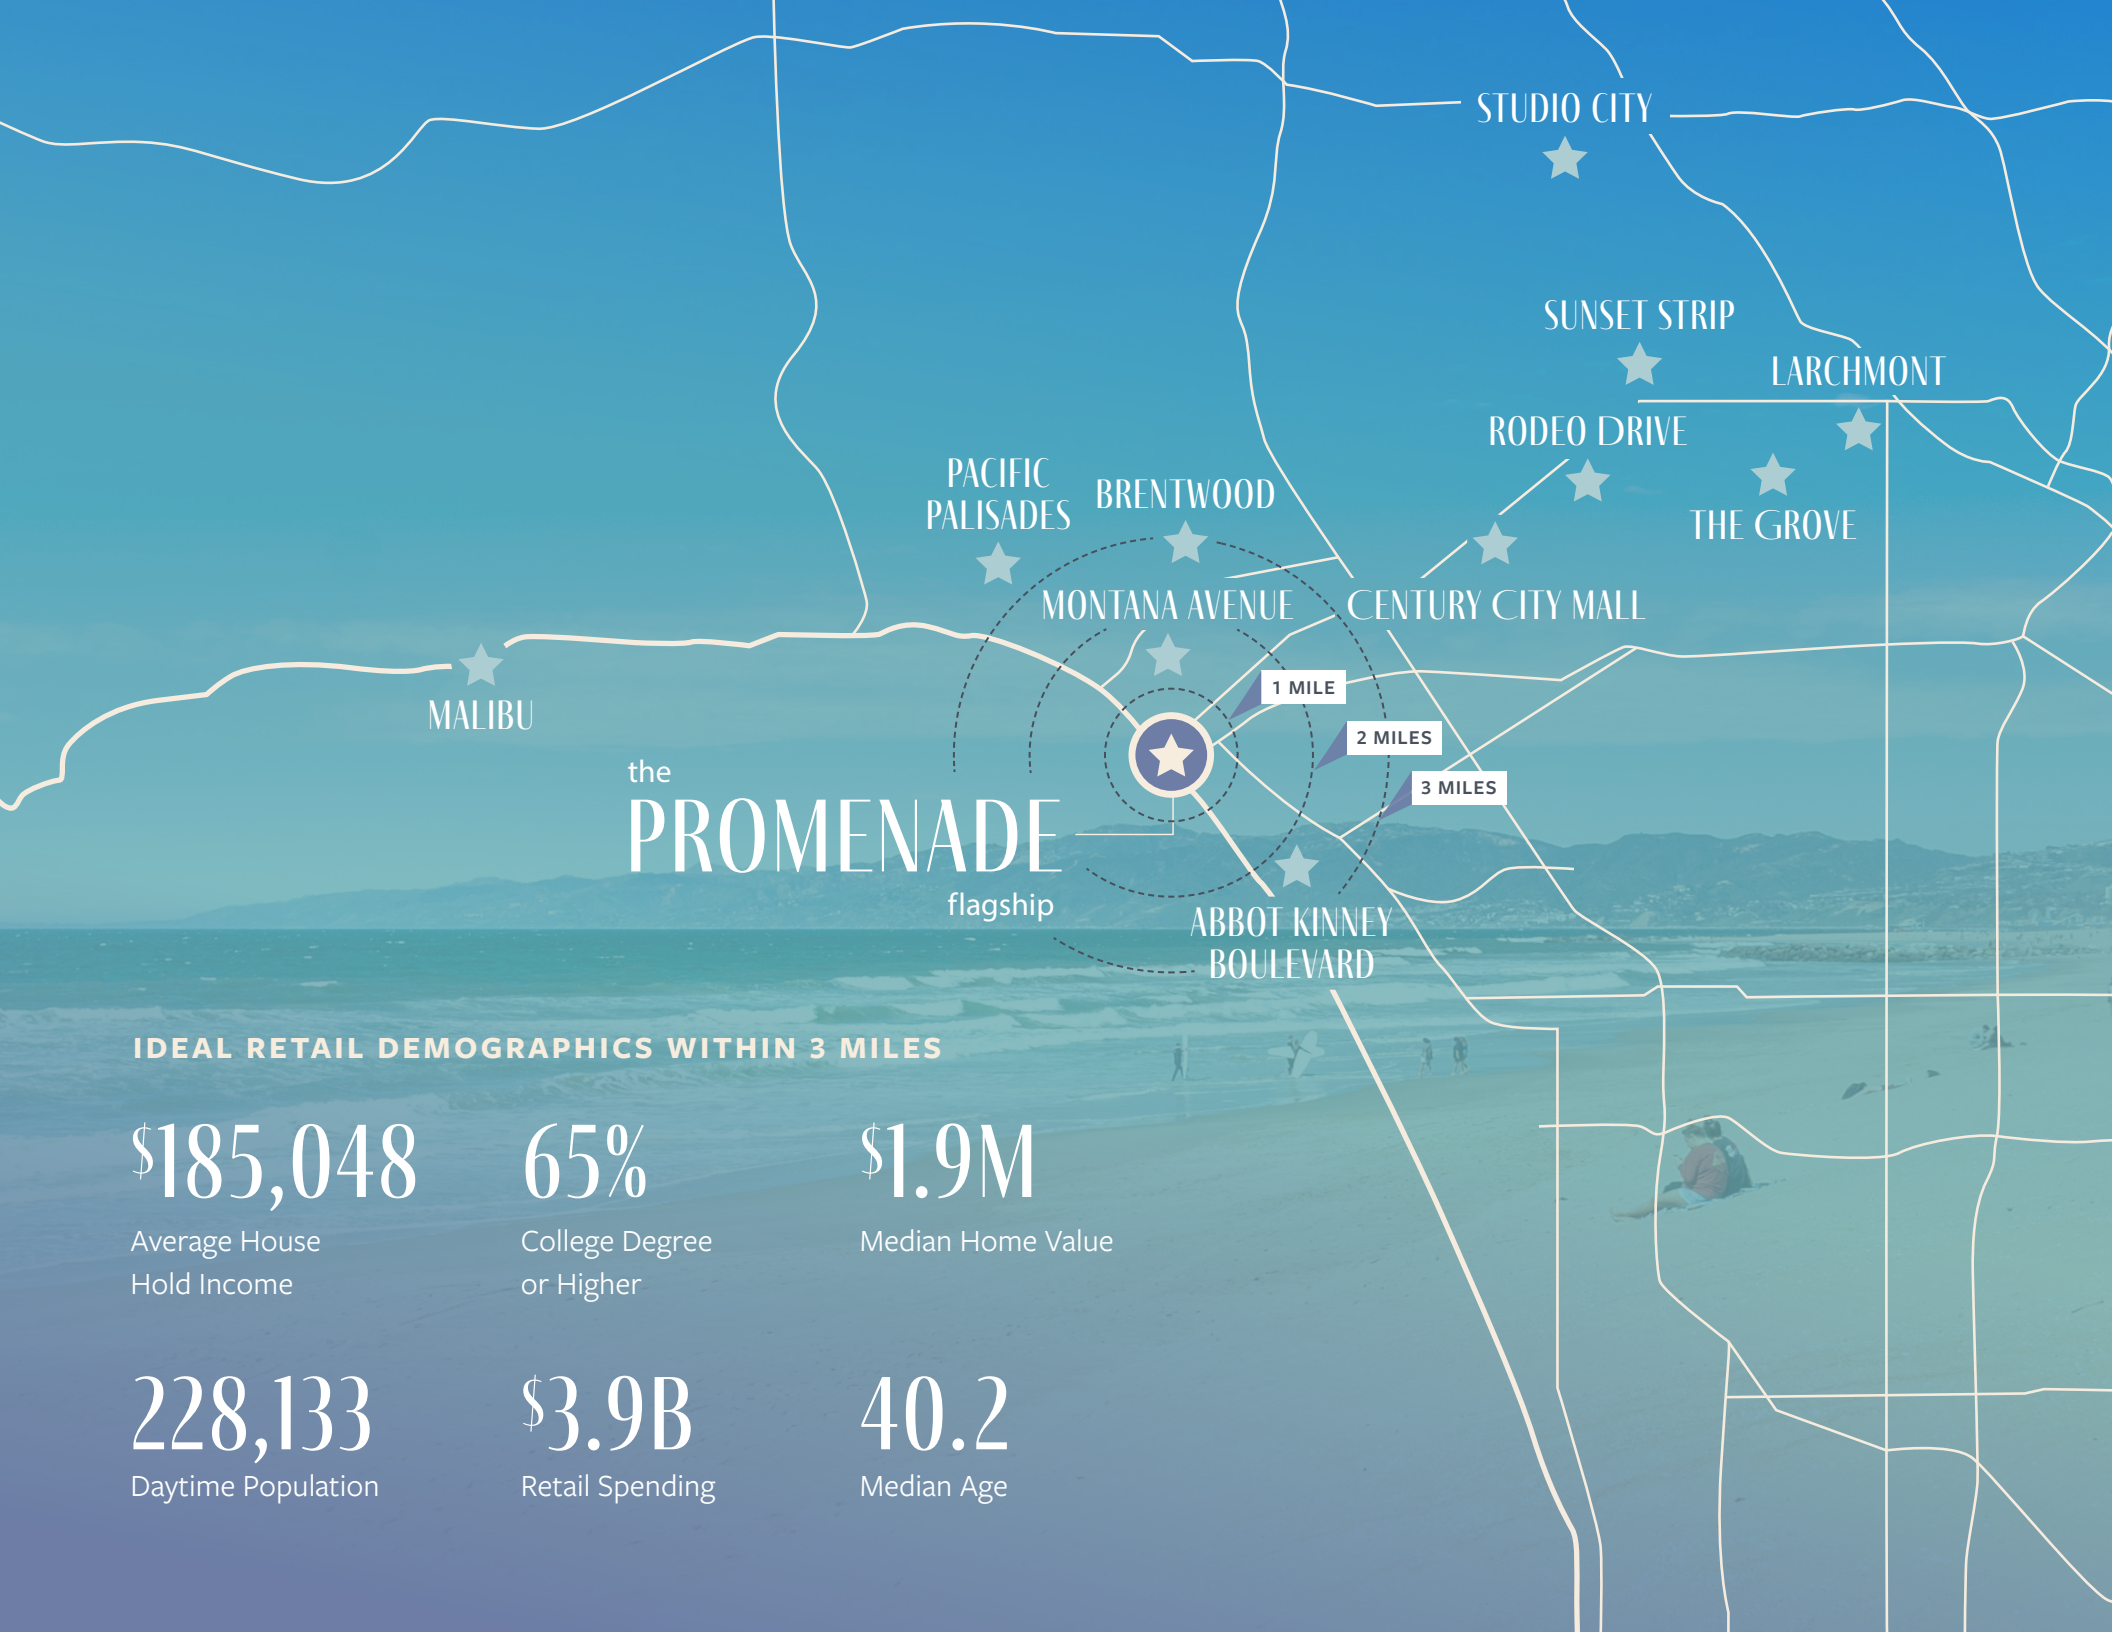 STUDIO CITY
SUNSET STRIP
LARCHMONT
RODEO DRIVE
PACIFIC
PALISADES
BRENTWOOD
THE GROVE
MONTANA AVENUE
CENTURY CITY MALL
MALIBU
1 MILE
2 MILES
3 MILES
the
PROMENADE
flagship
ABBOT KINNEY
BOULEVARD
IDEAL RETAIL DEMOGRAPHICS WITHIN 3 MILES
$185,048
Average House
Hold Income
65%
College Degree
or Higher
$1.9M
Median Home Value
228,133
Daytime Population
$3.9B
Retail Spending
40.2
Median Age